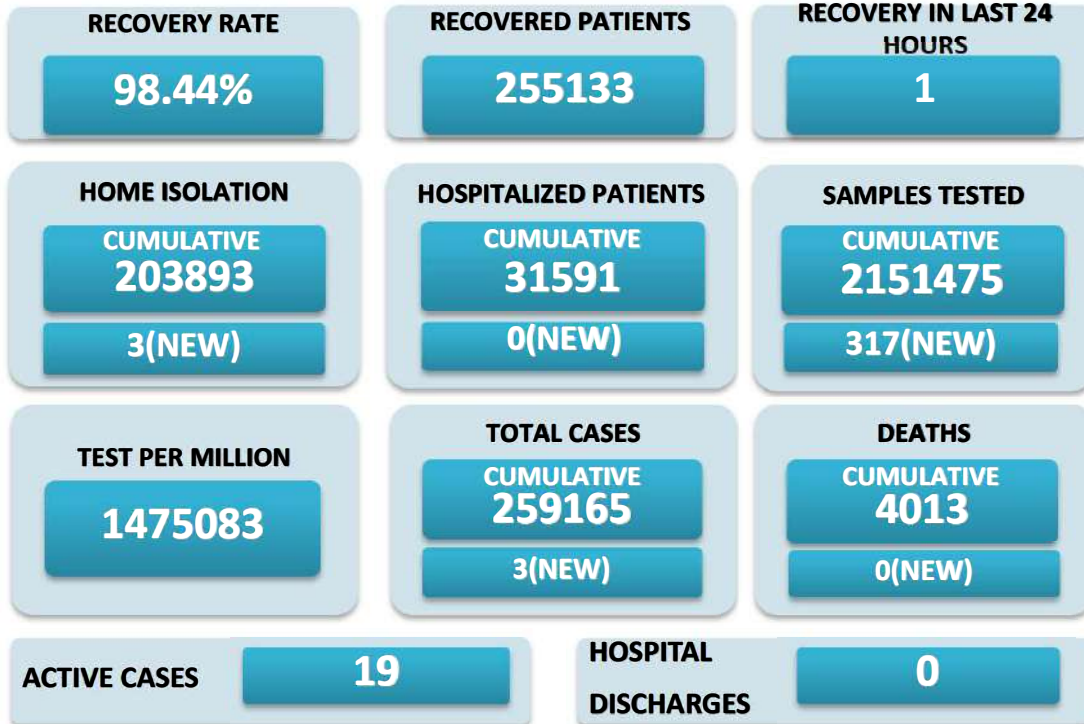 RECOVERY RATE
98.44%
RECOVERED PATIENTS
255133
RECOVERY IN LAST 24
HOURS
1
HOME ISOLATION
CUMULATIVE
203893
3(NEW)
HOSPITALIZED PATIENTS
CUMULATIVE
31591
0(NEW)
SAMPLES TESTED
CUMULATIVE
2151475
317(NEW)
TEST PER MILLION
1475083
TOTAL CASES
CUMULATIVE
259165
3(NEW)
DEATHS
CUMULATIVE
4013
0(NEW)
ACTIVE CASES
19
HOSPITAL
DISCHARGES
0